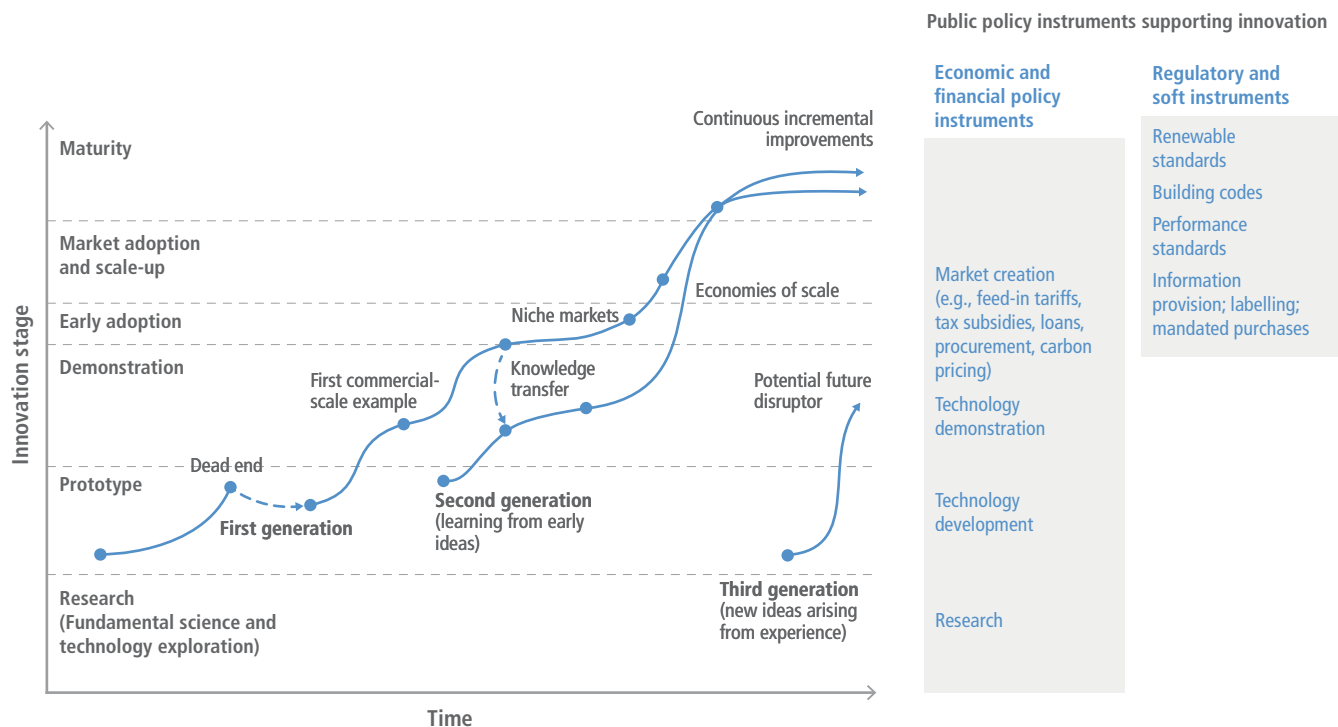 Public policy instruments supporting innovation
Economic and
financial policy
instruments
Regulatory and
soft instruments
Continuous incremental
improvements
Maturity
Market adoption
and scale-up
Early adoption
Demonstration
Prototype
Research
(Fundamental science and
technology exploration)
Innovation stage
Time
Dead end
First generation
First commercial-
scale example
Niche markets
Knowledge
transfer
Second generation
(learning from early
ideas)
Economies of scale
Potential future
disruptor
Third generation
(new ideas arising
from experience)
Market creation
(e.g., feed-in tariffs,
tax subsidies, loans,
procurement, carbon
pricing)
Technology
demonstration
Technology
development
Research
Renewable
standards
Building codes
Performance
standards
Information
provision; labelling;
mandated purchases